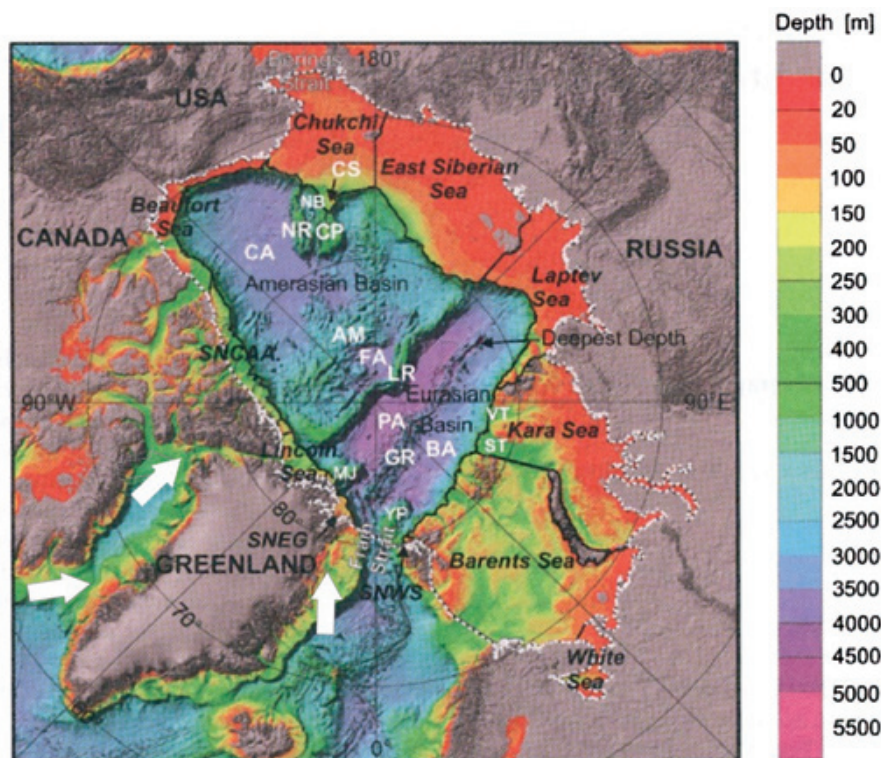 Depth [m]
0
20
50
100
150
200
250
300
400
500
1000
1500
2000
2500
3000
3500
4000
4500
5000
5500
180°
Beerings
Strait
USA
Chukchi
Sea
CS
East Siberian
Sea
NB
Beaufort
Sea
CANADA
NR
CP
CA
RUSSIA
Amerasian Basin
Laptev
Sea
AM
Deepest Depth
SNCAA
FA
LR
Eurasian
Basin
90°W
90°E
PA
VT
Kara Sea
GR
BA
ST
Lincoln
Sea
MJ
80°
YP
SNEG
Fram
Strait
GREENLAND
Barents Sea
SNWS
70°
White
Sea
0°